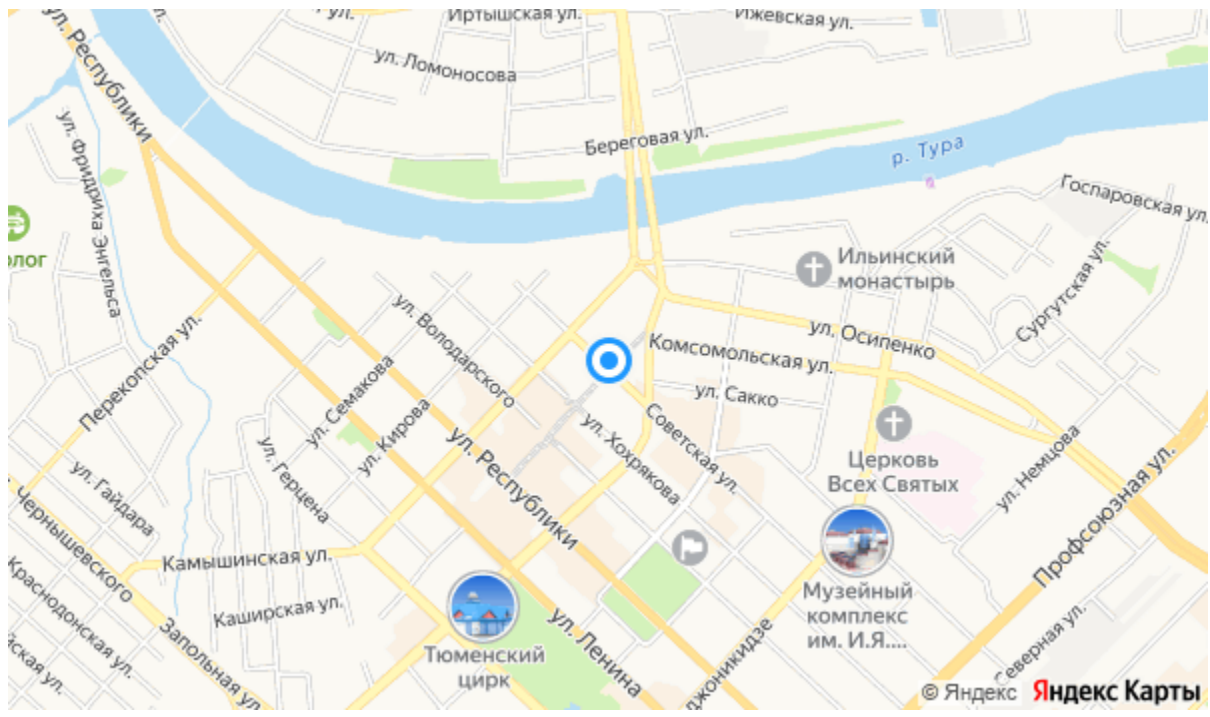 ул.
Иртышская ул.
Ижевская ул.
ул. Республики
ул. Ломоносова
Береговая ул.
р. Тура
ул. Фридриха Энгельса
Госпаровская ул.
олог
Ильинский
монастырь
Сургутская ул.
ул. Володарского
ул. Осипенко
Комсомольская ул.
Перекопская ул.
ул. Семакова
ул. Сакко
ул. Кирова
Советская ул.
ул. Хохрякова
ул. Республики
Церковь
Всех Святых
ул. Немцова
ул. Герцена
ул. Гайдара
Профсоюзная ул.
Чернышевского
Камышинская ул.
Краснодонская ул.
Каширская ул.
Музейный
комплекс
им. И.Я....
Северная ул.
ул. Ленина
Запольная ул.
Тюменский
цирк
джоникидзе
йская ул.
© Яндекс Яндекс Карты